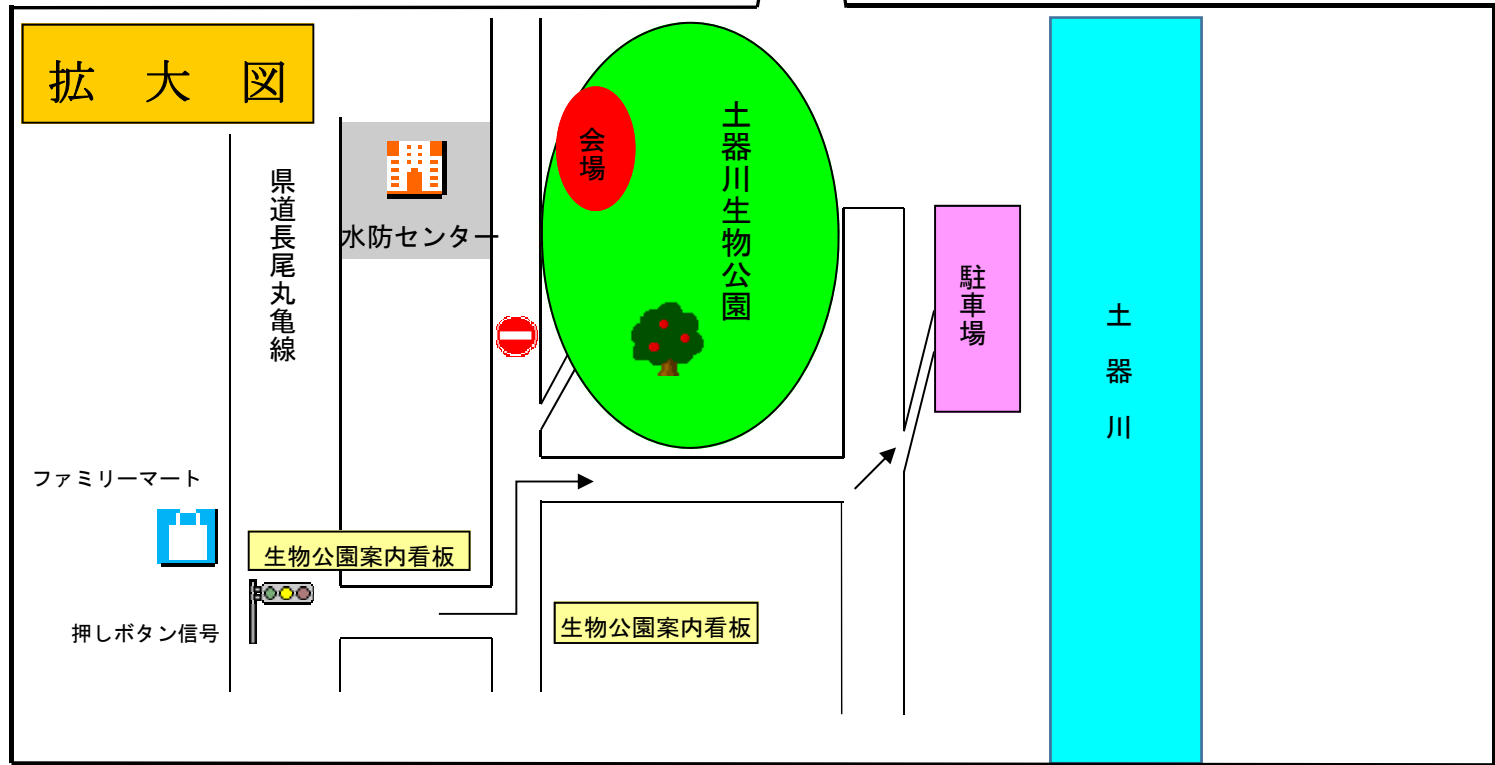 拡大図
県道長尾丸亀線
水防センター
会場
土器川生物公園
駐車場
土器川
ファミリーマート
生物公園案内看板
押しボタン信号
生物公園案内看板